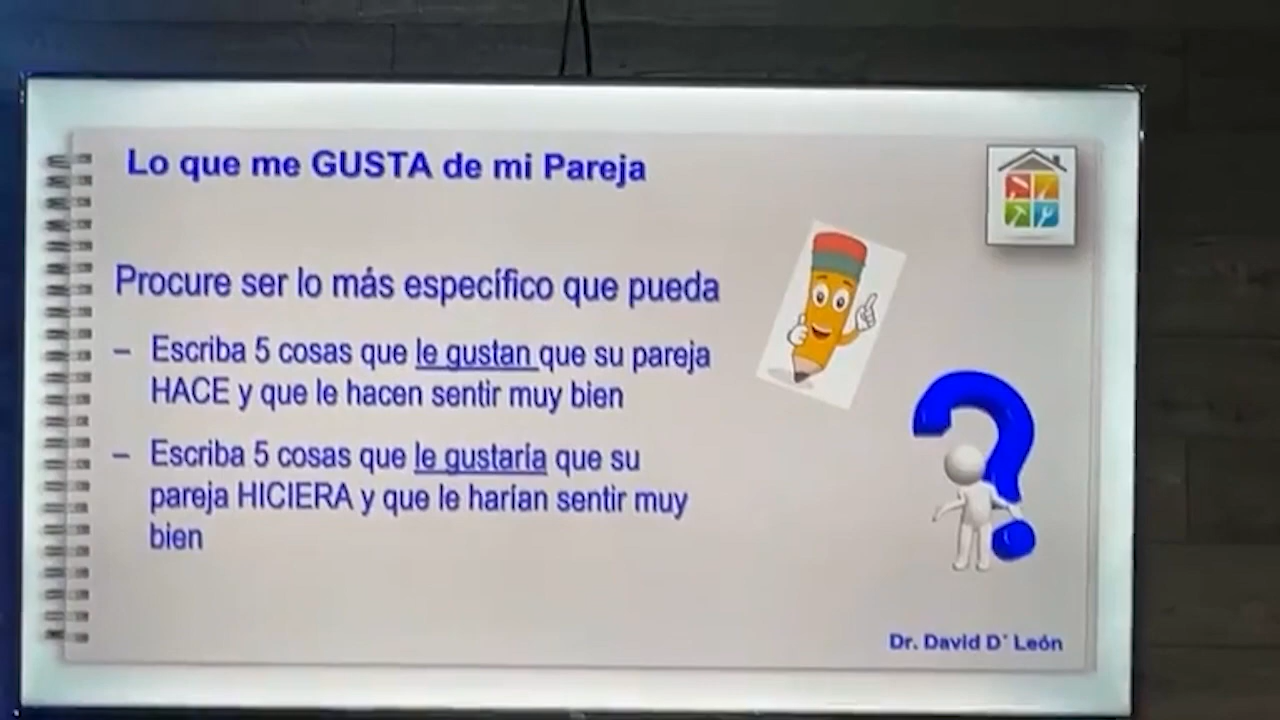 Lo que me GUSTA de mi Pareja
Procure ser lo más específico que pueda
– Escriba 5 cosas que le gustan que su pareja
HACE y que le hacen sentir muy bien
– Escriba 5 cosas que le gustaría que su
pareja HICIERA y que le harían sentir muy
bien
Dr. David D' León